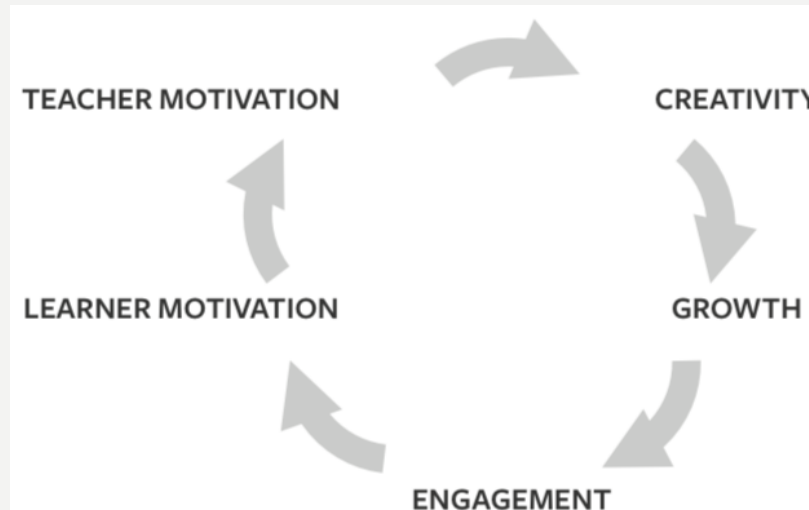 TEACHER MOTIVATION
CREATIVITY
LEARNER MOTIVATION
GROWTH
ENGAGEMENT